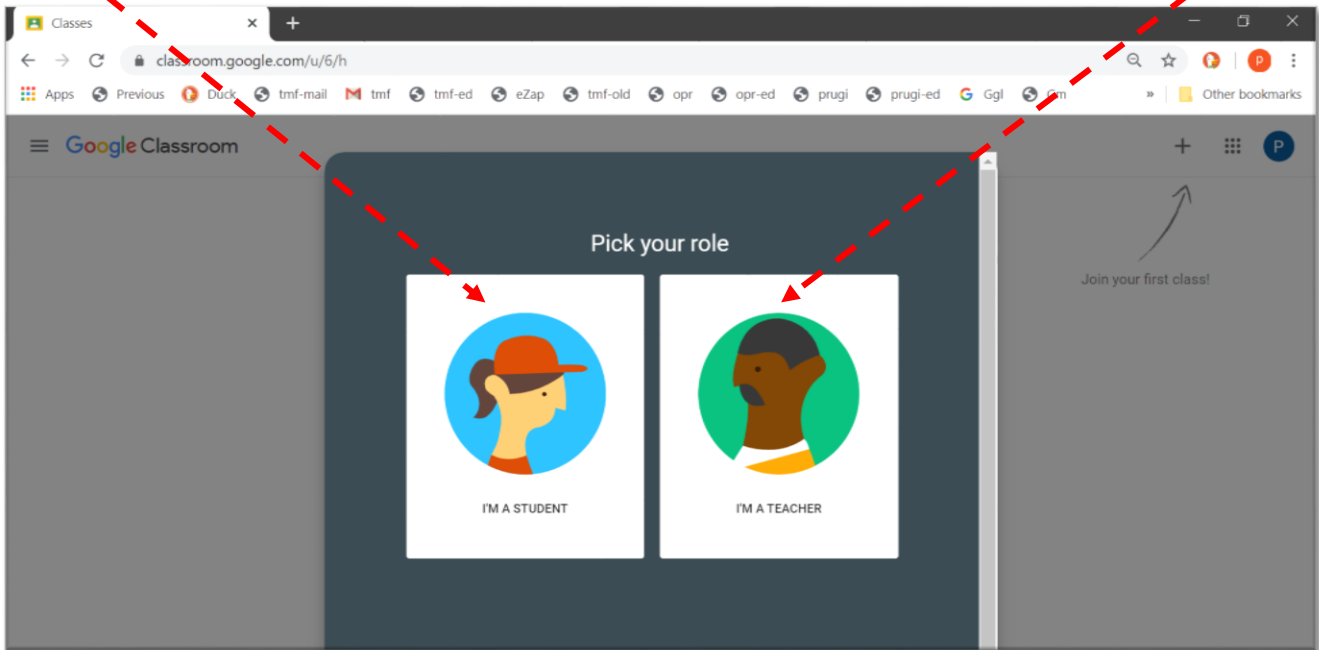 Classes
classroom.google.com/u/6/h
Apps Previous Duck tmf-mail tmf tmf-ed eZap tmf-old opr opr-ed prugi prugi-ed Ggl Gm » Other bookmarks
Google Classroom
P
Pick your role
Join your first class!
I'M A STUDENT
I'M A TEACHER